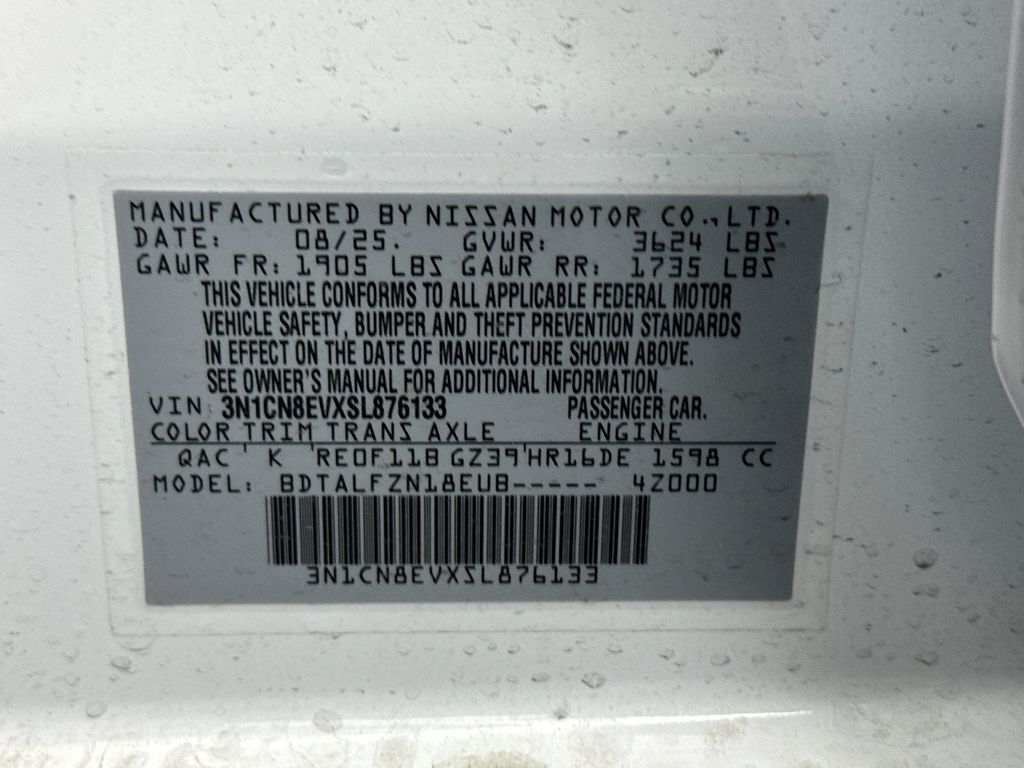 MANUFACTURED BY NISSAN MOTOR CO., LTD.
DATE: 08/25. GVWR: 3624 LBS
GAWR FR: 1905 LBS GAWR RR: 1735 LBS
THIS VEHICLE CONFORMS TO ALL APPLICABLE FEDERAL MOTOR
VEHICLE SAFETY, BUMPER AND THEFT PREVENTION STANDARDS
IN EFFECT ON THE DATE OF MANUFACTURE SHOWN ABOVE.
SEE OWNER'S MANUAL FOR ADDITIONAL INFORMATION.
VIN: 3N1CN8EVXSL876133 PASSENGER CAR.
COLOR TRIM TRANS AXLE ENGINE
QAC K RE0F11B GZ39 HR16DE 1598 CC
MODEL: BDTALFZN18EUB----- 4Z000
3N1CN8EVXSL876133